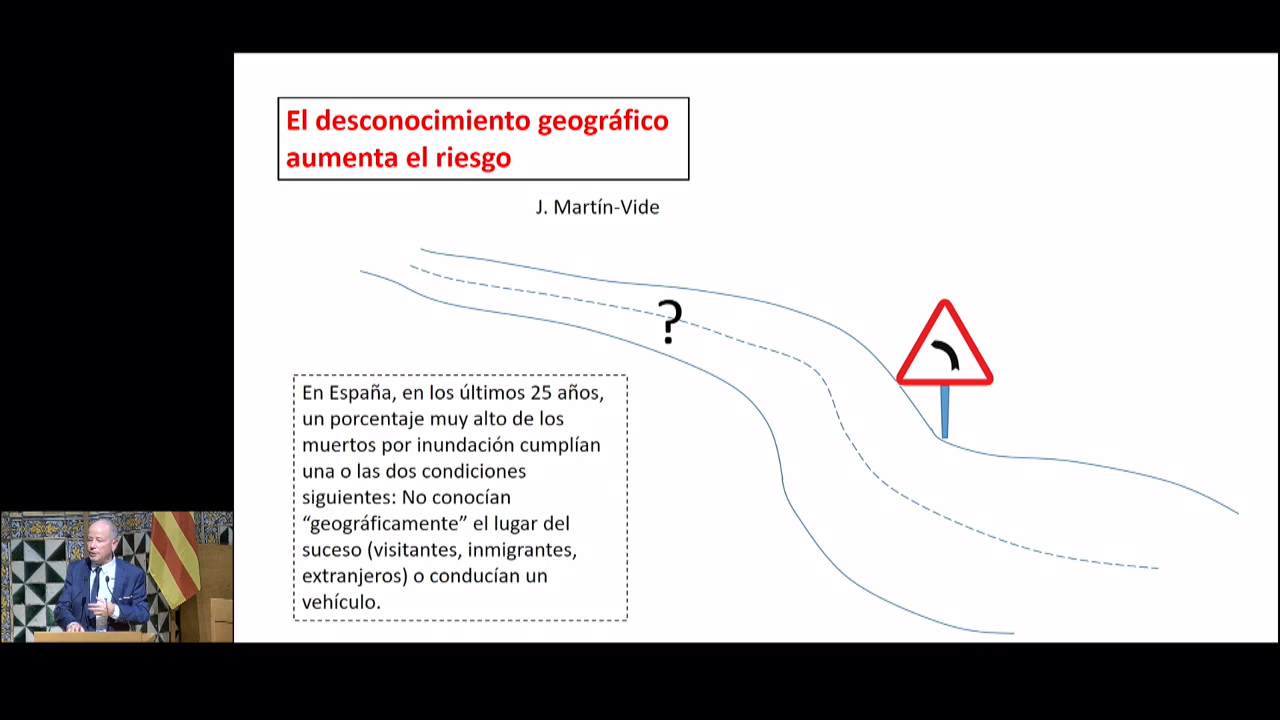 El desconocimiento geográfico
aumenta el riesgo
J. Martín-Vide
?
En España, en los últimos 25 años,
un porcentaje muy alto de los
muertos por inundación cumplían
una o las dos condiciones
siguientes: No conocían
“geográficamente” el lugar del
suceso (visitantes, inmigrantes,
extranjeros) o conducían un
vehículo.